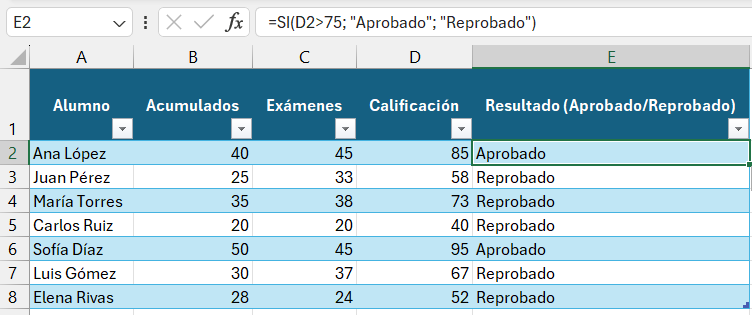 E2 fx =SI(D2>75; "Aprobado"; "Reprobado")
A B C D E
1 Alumno Acumulados Exámenes Calificación Resultado (Aprobado/Reprobado)
2 Ana López 40 45 85 Aprobado
3 Juan Pérez 25 33 58 Reprobado
4 María Torres 35 38 73 Reprobado
5 Carlos Ruiz 20 20 40 Reprobado
6 Sofía Díaz 50 45 95 Aprobado
7 Luis Gómez 30 37 67 Reprobado
8 Elena Rivas 28 24 52 Reprobado